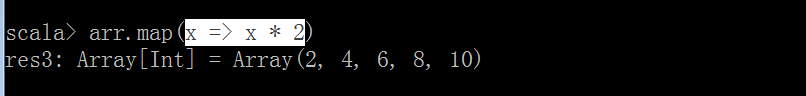 scala> arr.map(x => x * 2)
res3: Array[Int] = Array(2, 4, 6, 8, 10)